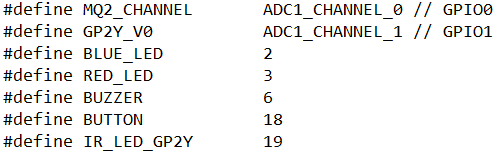 #define MQ2_CHANNEL ADC1_CHANNEL_0 // GPIO0
#define GP2Y_V0 ADC1_CHANNEL_1 // GPIO1
#define BLUE_LED 2
#define RED_LED 3
#define BUZZER 6
#define BUTTON 18
#define IR_LED_GP2Y 19